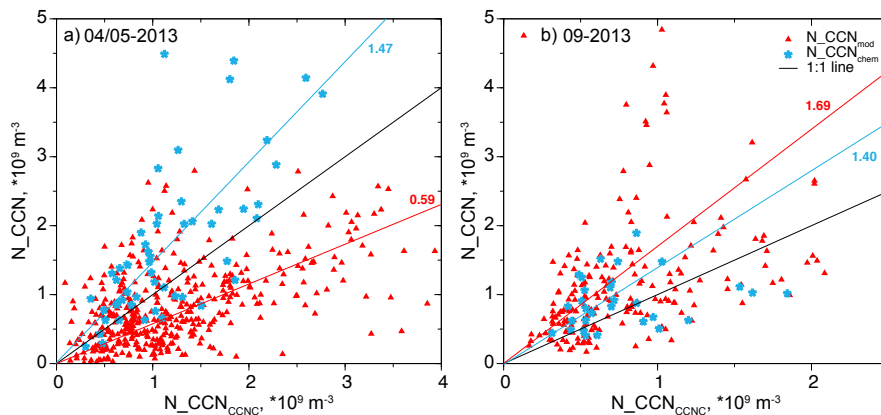 a) 04/05-2013
1.47
0.59
N_CCN, *10⁹ m⁻³
5
4
3
2
1
0
0 1 2 3 4
N_CCN_CCNC, *10⁹ m⁻³
b) 09-2013
N_CCN_mod
N_CCN_chem
1:1 line
1.69
1.40
N_CCN, *10⁹ m⁻³
5
4
3
2
1
0
0 1 2
N_CCN_CCNC, *10⁹ m⁻³